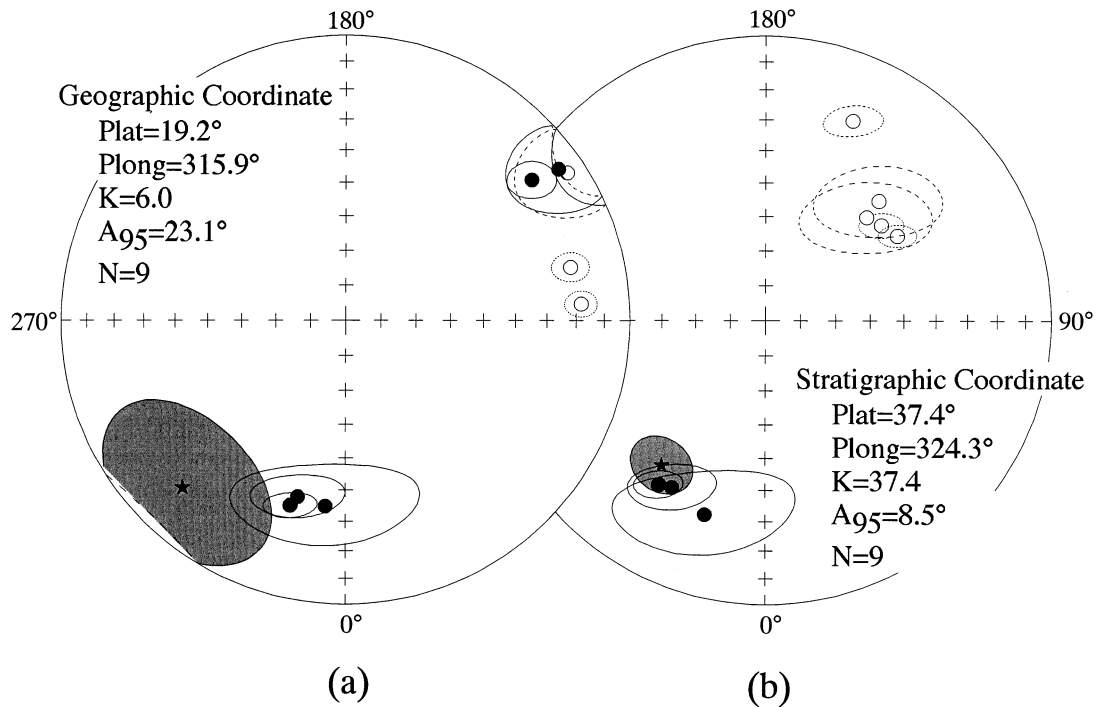 180°
180°
Geographic Coordinate
Plat=19.2°
Plong=315.9°
K=6.0
A95=23.1°
N=9
270°
90°
Stratigraphic Coordinate
Plat=37.4°
Plong=324.3°
K=37.4
A95=8.5°
N=9
0°
0°
(a)
(b)